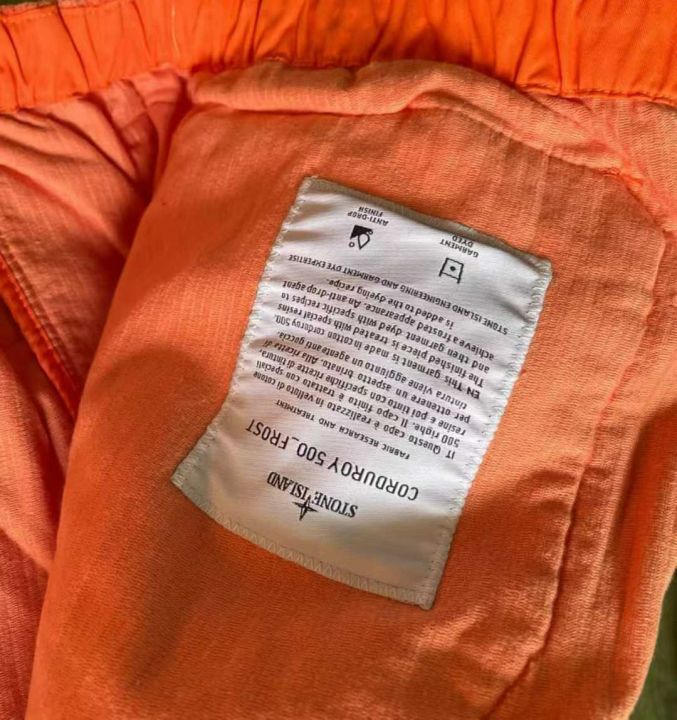 STONE ISLAND
CORDUROY 500_FROST
FABRIC RESEARCH AND TREATMENT
IT Questo capo è realizzato in velluto di cotone
500 righe. Il capo finito è trattato con speciali
resine e poi tinto con specifiche ricette di tintura,
per ottenere un aspetto brinato. Alla ricetta di
tintura viene aggiunto un agente anti goccia.
EN This garment is made in cotton corduroy 500.
The finished piece is treated with special resins
and then garment dyed with specific recipes to
achieve a frosted appearance. An anti-drop agent
is added to the dyeing recipe.
STONE ISLAND ENGINEERING AND GARMENT DYE EXPERTISE
GARMENT
DYED
ANTI-DROP
FINISH